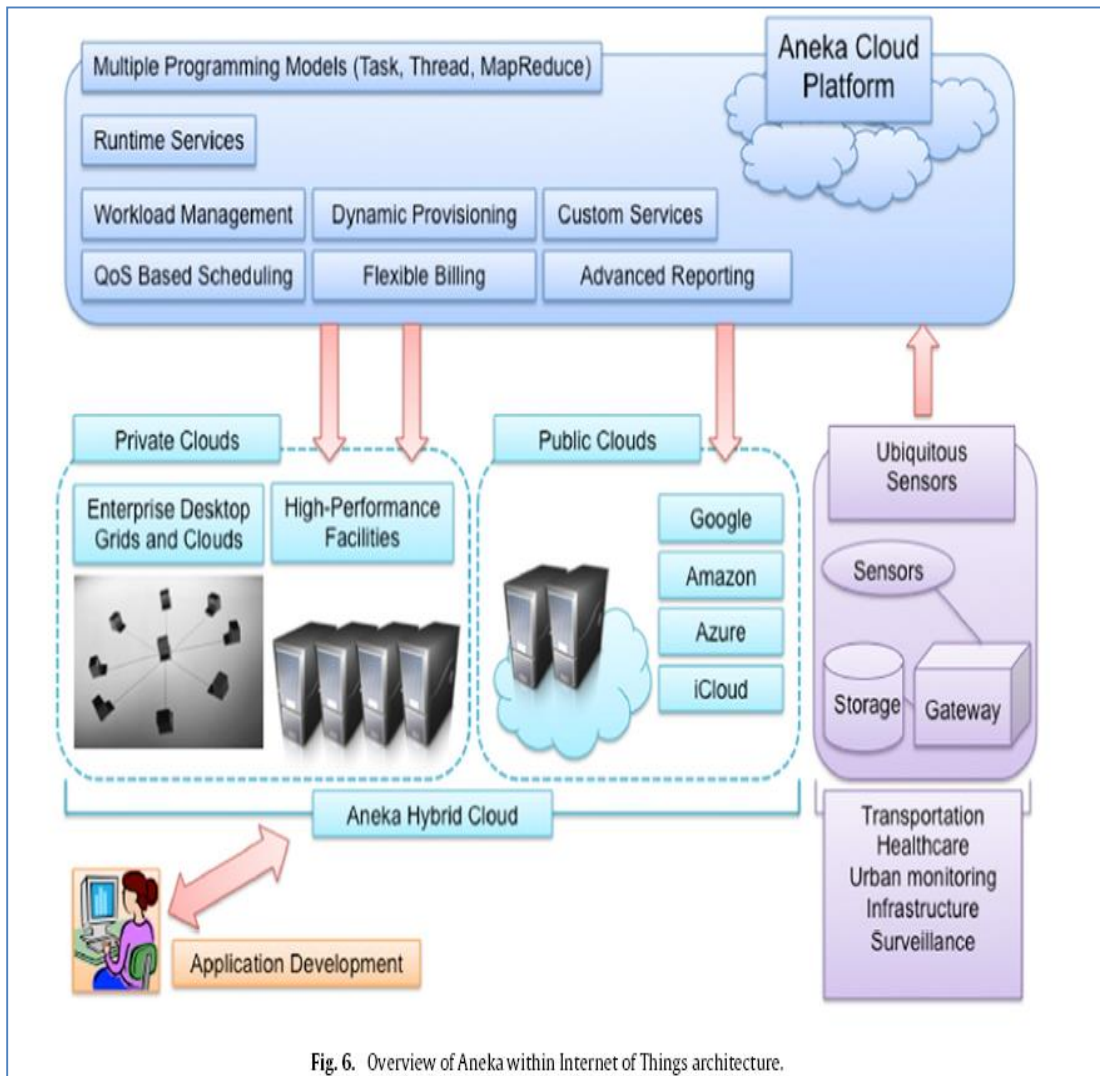 Multiple Programming Models (Task, Thread, MapReduce)
Aneka Cloud
Platform
Runtime Services
Workload Management
Dynamic Provisioning
Custom Services
QoS Based Scheduling
Flexible Billing
Advanced Reporting
Private Clouds
Enterprise Desktop
Grids and Clouds
High-Performance
Facilities
Public Clouds
Google
Amazon
Azure
iCloud
Ubiquitous
Sensors
Sensors
Storage
Gateway
Aneka Hybrid Cloud
Transportation
Healthcare
Urban monitoring
Infrastructure
Surveillance
Application Development
Fig. 6. Overview of Aneka within Internet of Things architecture.